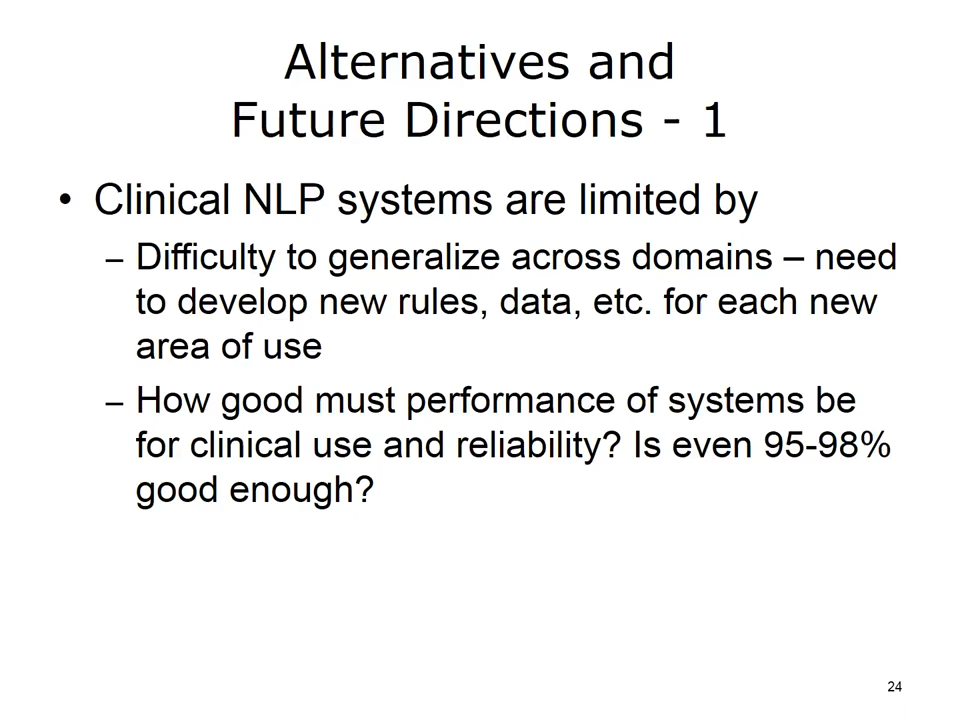 Alternatives and
Future Directions - 1
• Clinical NLP systems are limited by
– Difficulty to generalize across domains – need
to develop new rules, data, etc. for each new
area of use
– How good must performance of systems be
for clinical use and reliability? Is even 95-98%
good enough?
24